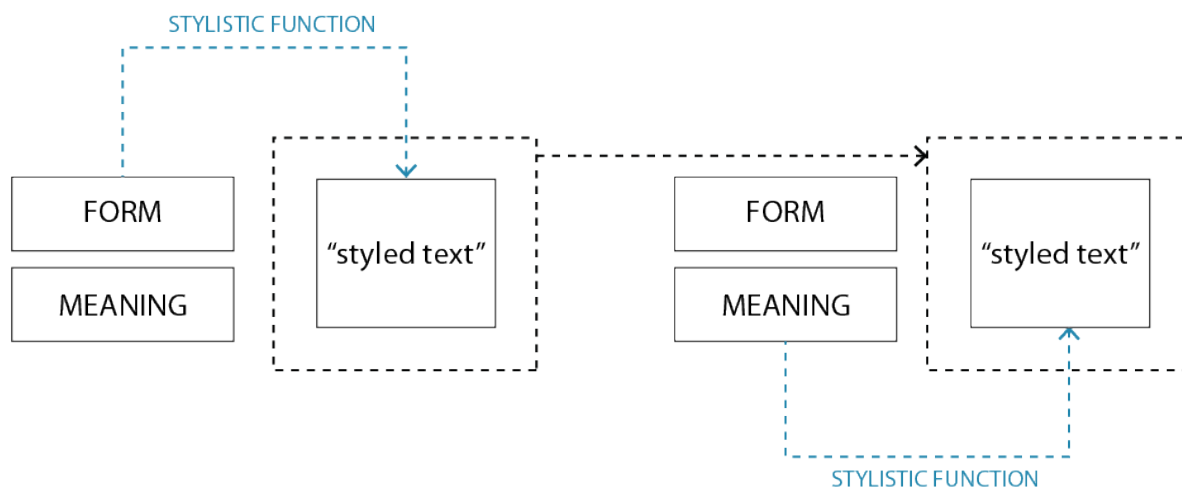 STYLISTIC FUNCTION
FORM
MEANING
“styled text”
FORM
MEANING
“styled text”
STYLISTIC FUNCTION